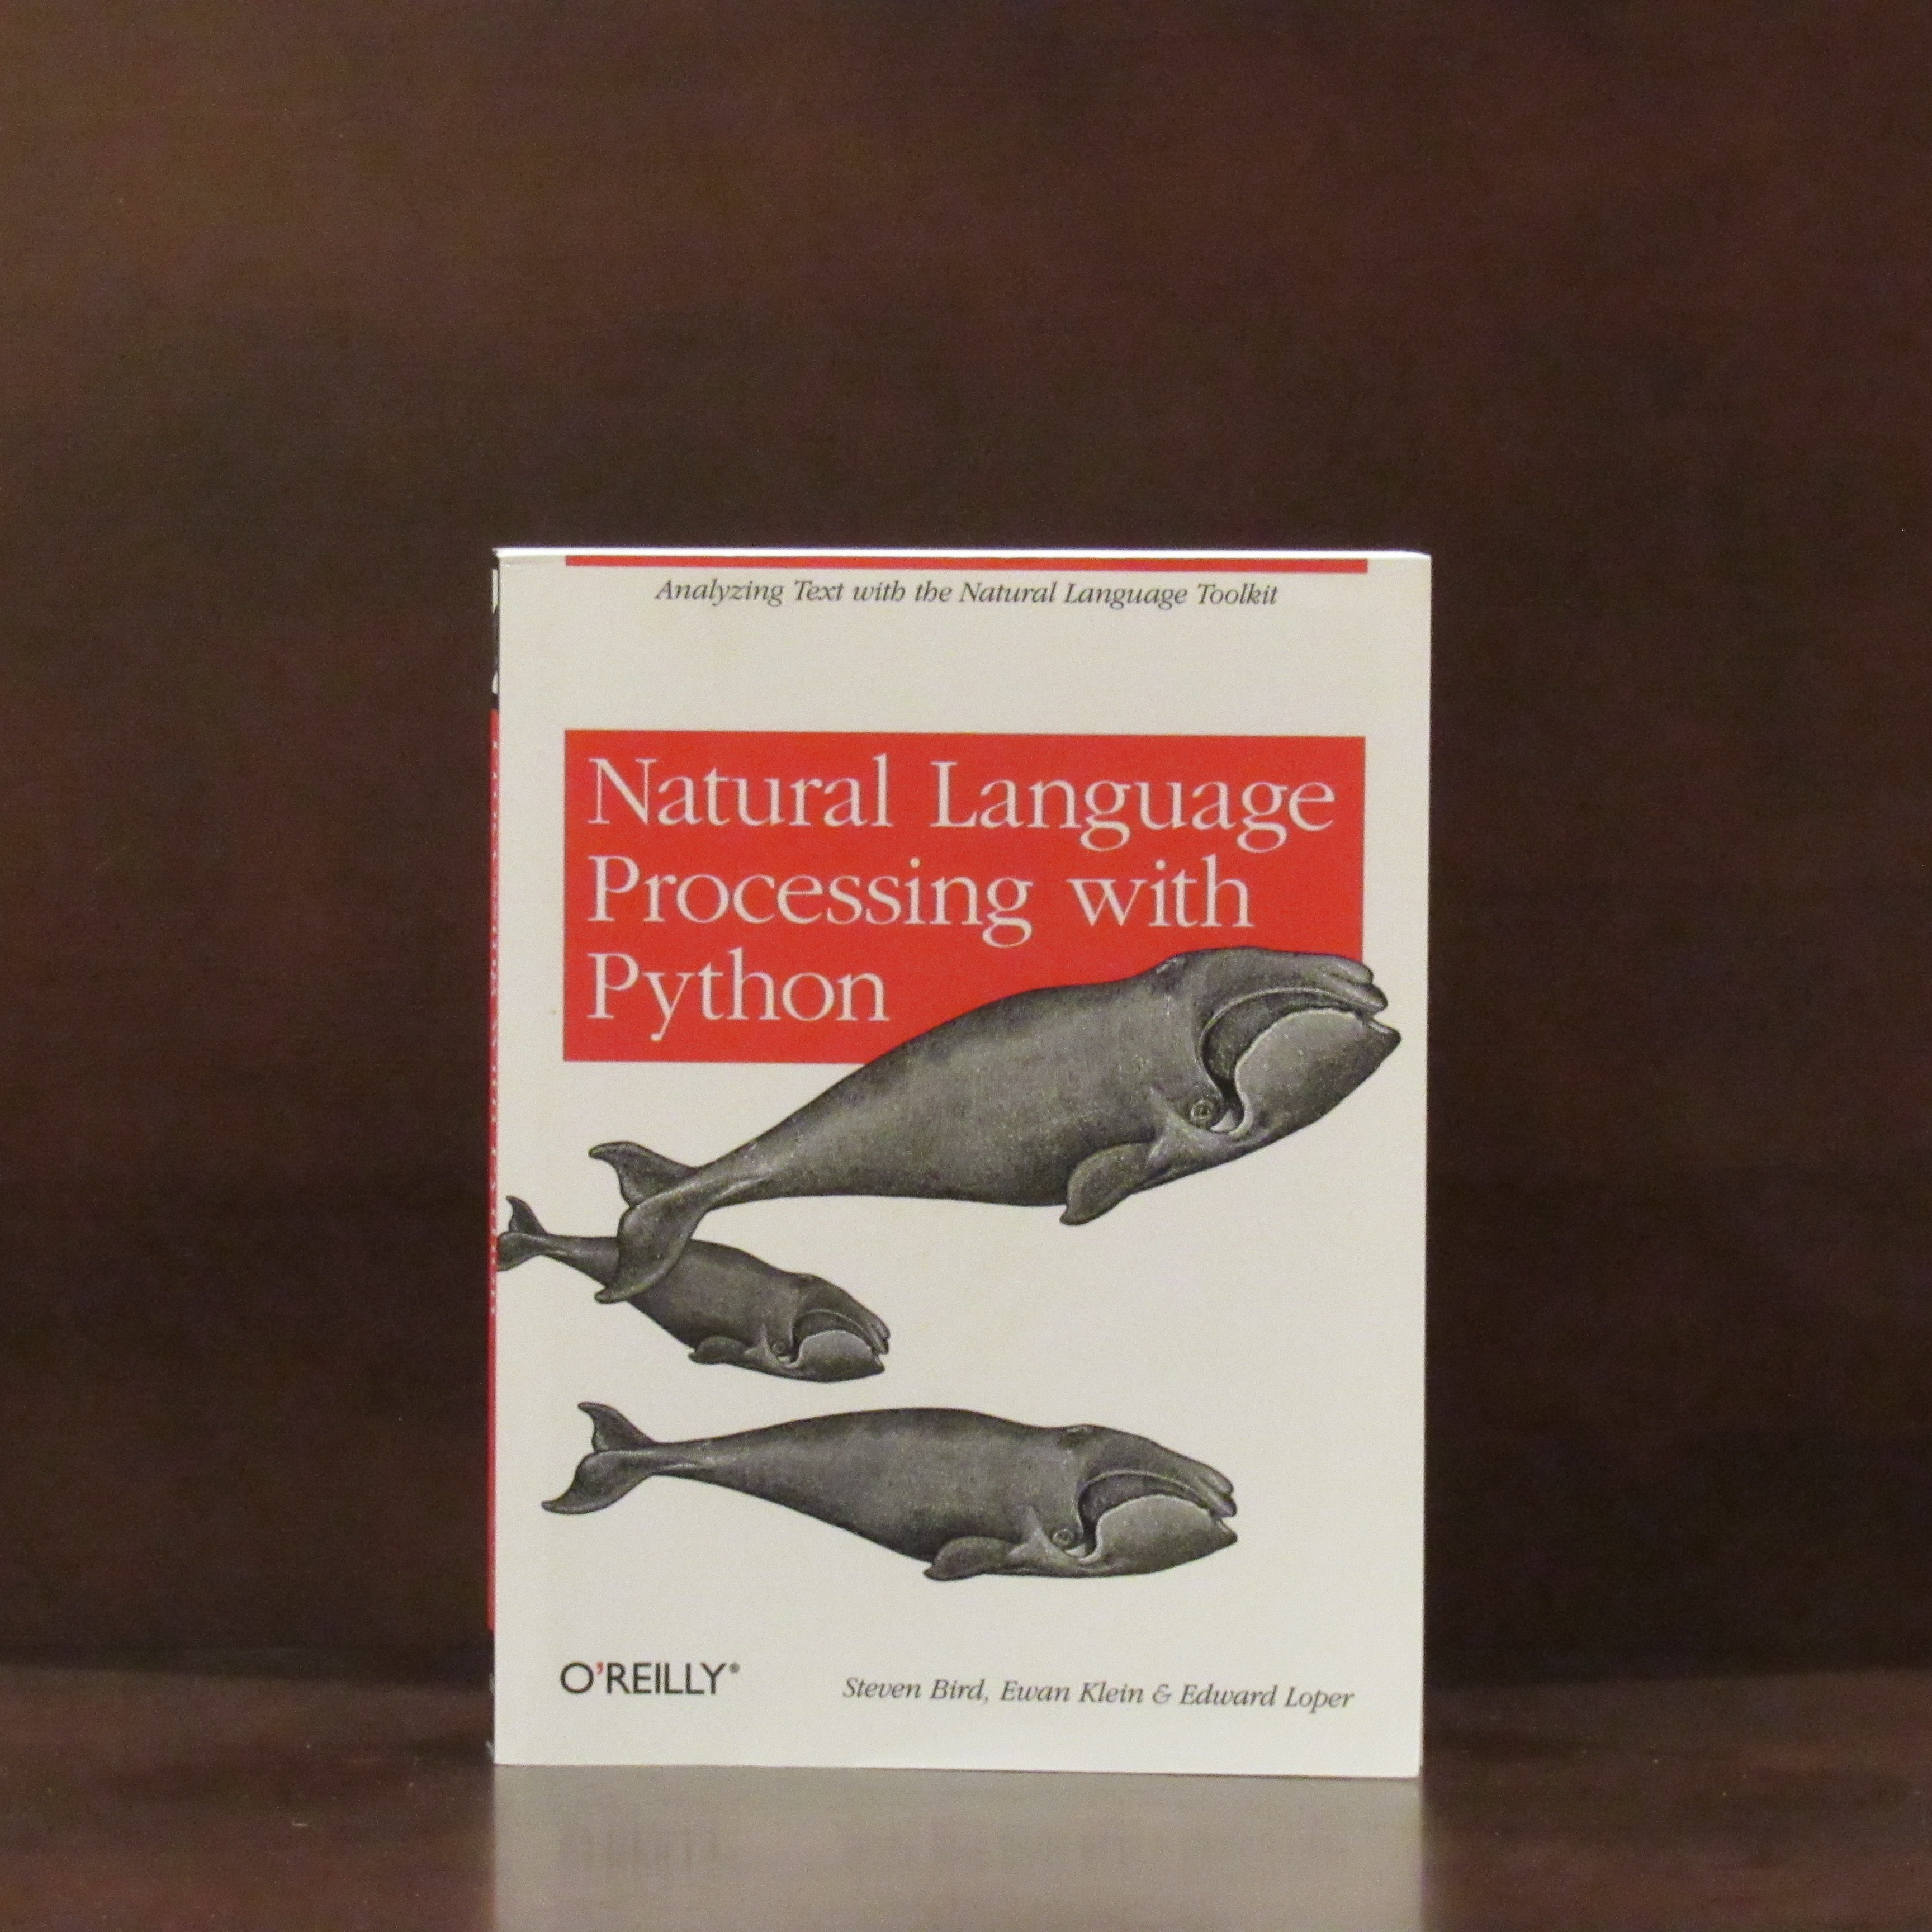 Analyzing Text with the Natural Language Toolkit
Natural Language
Processing with
Python
O'REILLY®
Steven Bird, Ewan Klein & Edward Loper